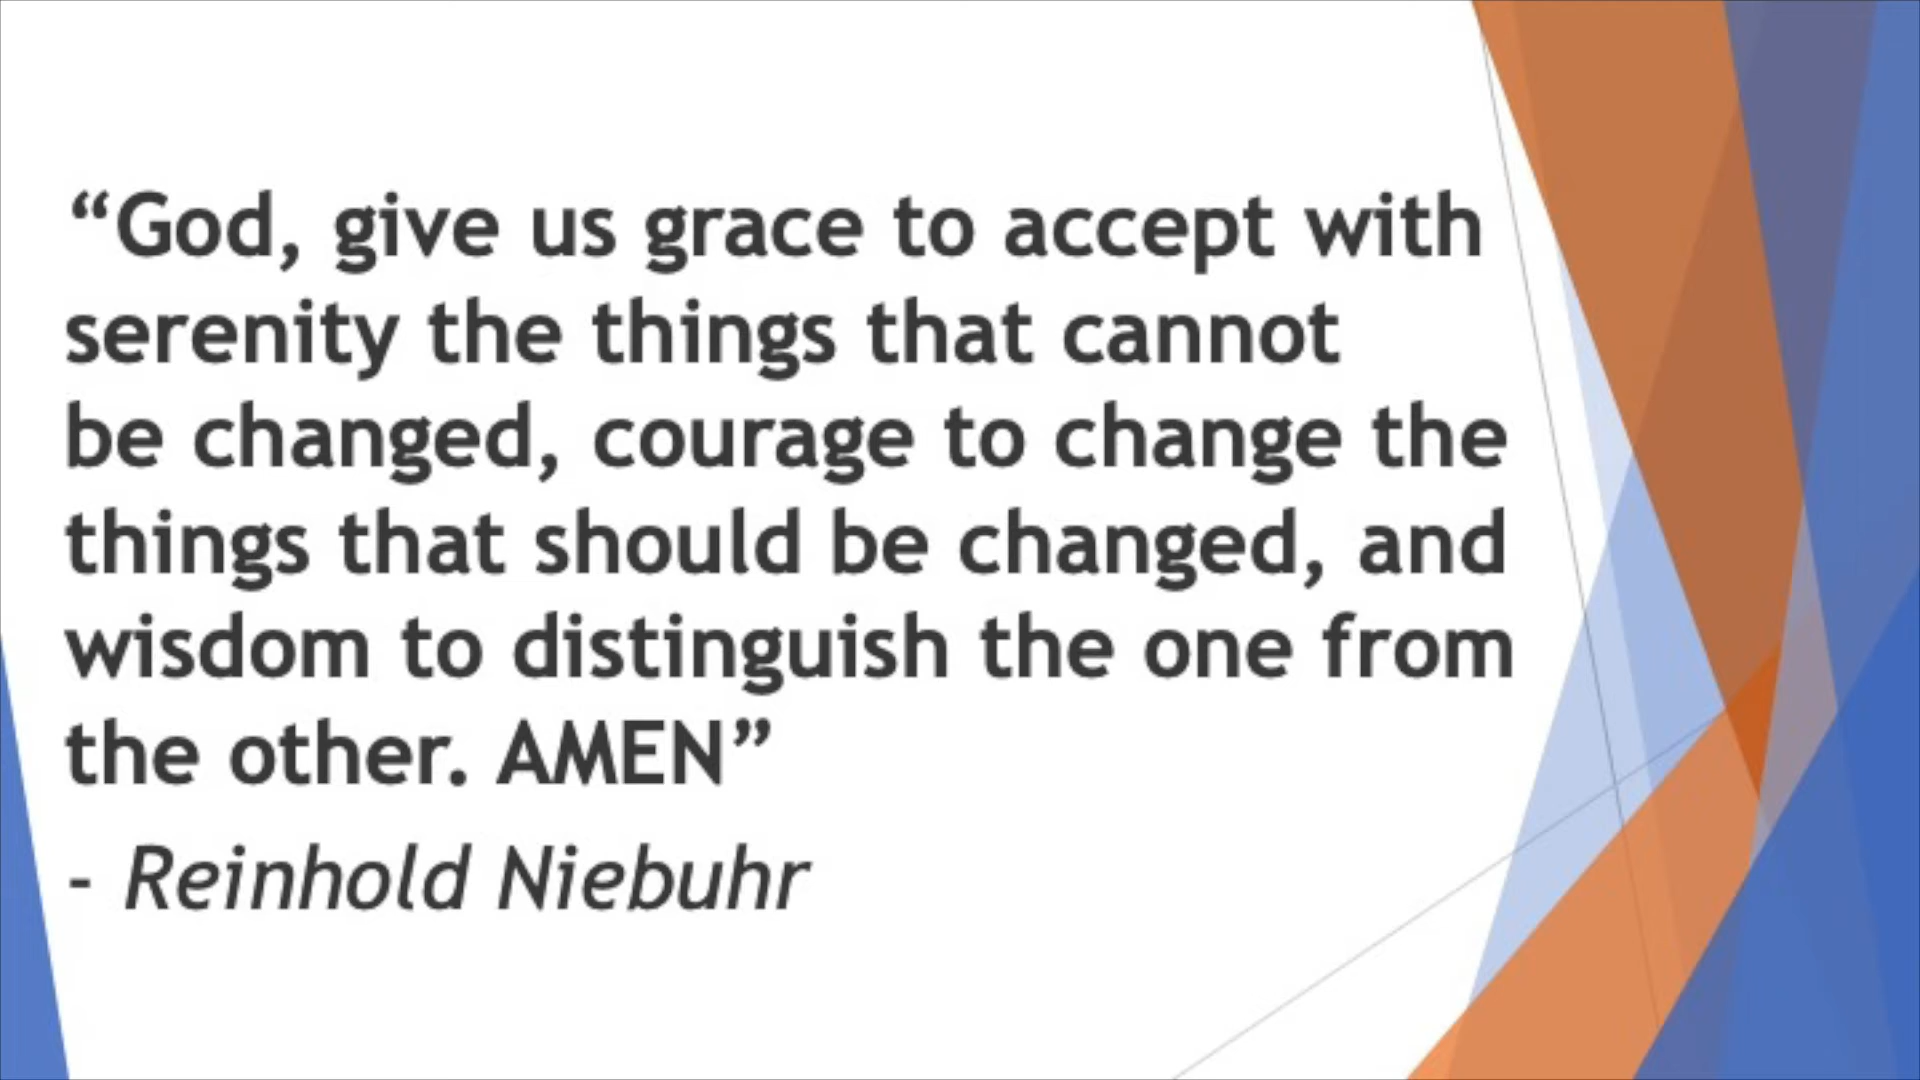 “God, give us grace to accept with
serenity the things that cannot
be changed, courage to change the
things that should be changed, and
wisdom to distinguish the one from
the other. AMEN”
- Reinhold Niebuhr